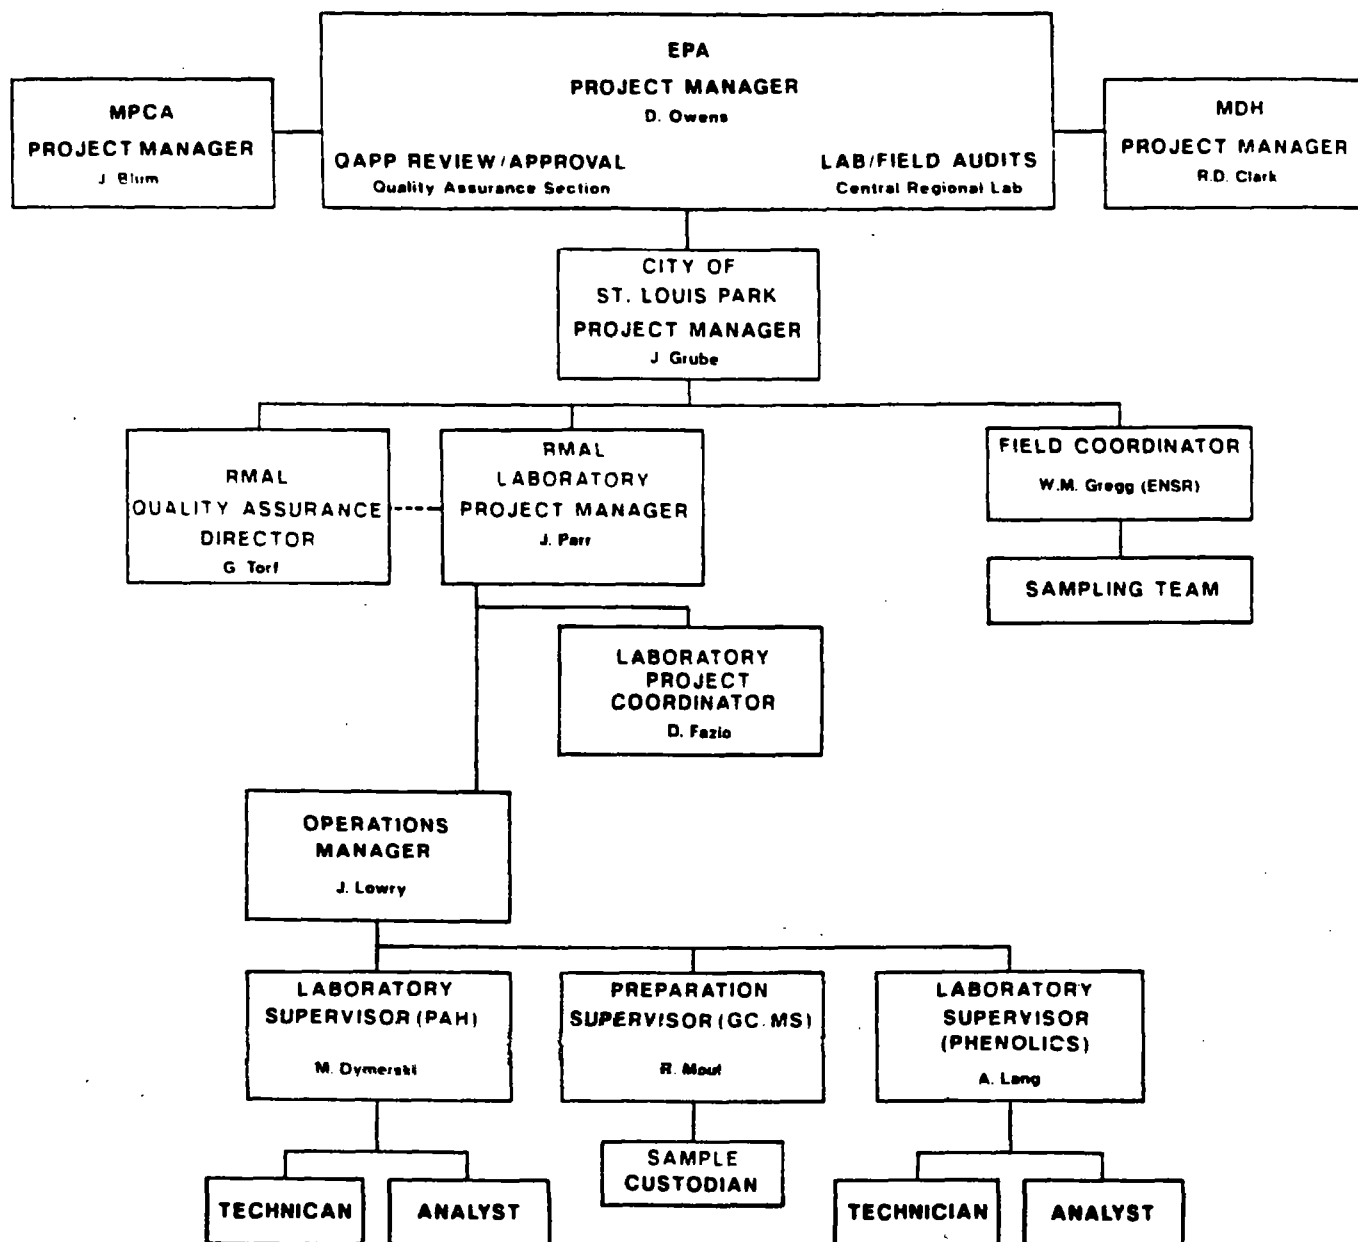 EPA
PROJECT MANAGER
D. Owens
QAPP REVIEW/APPROVAL
Quality Assurance Section
LAB/FIELD AUDITS
Central Regional Lab
MPCA
PROJECT MANAGER
J. Blum
MDH
PROJECT MANAGER
R.D. Clark
CITY OF
ST. LOUIS PARK
PROJECT MANAGER
J Grube
RMAL
QUALITY ASSURANCE
DIRECTOR
G Torf
RMAL
LABORATORY
PROJECT MANAGER
J. Parr
FIELD COORDINATOR
W.M. Gregg (ENSR)
SAMPLING TEAM
LABORATORY
PROJECT
COORDINATOR
D. Fazio
OPERATIONS
MANAGER
J. Lowry
LABORATORY
SUPERVISOR (PAH)
M. Dymerski
PREPARATION
SUPERVISOR (GC.MS)
R.
LABORATORY
SUPERVISOR
(PHENOLICS)
A. Lang
TECHNICAN
ANALYST
SAMPLE
CUSTODIAN
TECHNICIAN
ANALYST